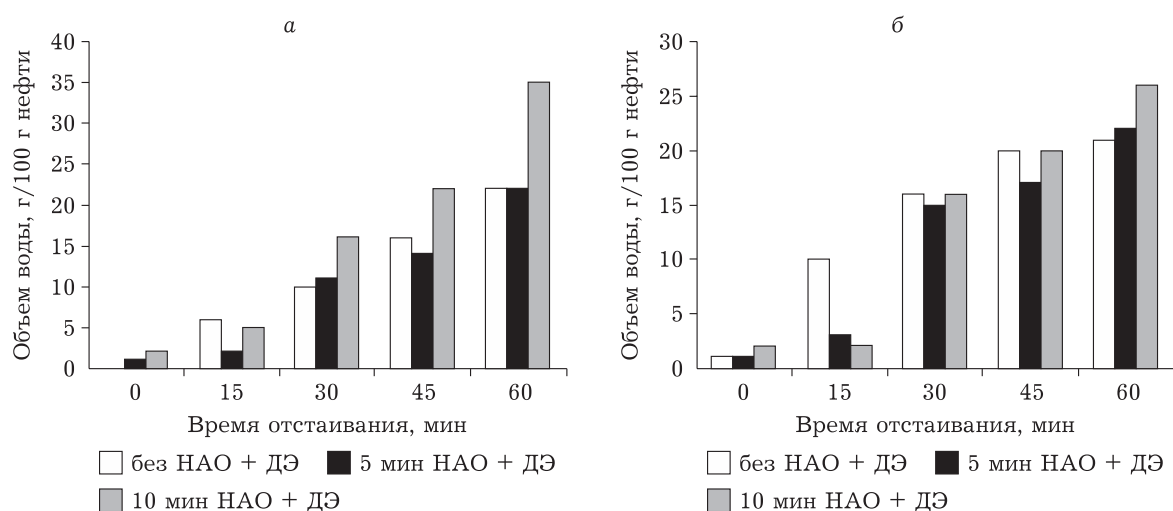 а
Объем воды, г/100 г нефти
40
35
30
25
20
15
10
5
0
0 15 30 45 60
Время отстаивания, мин
без НАО + ДЭ 5 мин НАО + ДЭ
10 мин НАО + ДЭ
б
Объем воды, г/100 г нефти
30
25
20
15
10
5
0
0 15 30 45 60
Время отстаивания, мин
без НАО + ДЭ 5 мин НАО + ДЭ
10 мин НАО + ДЭ